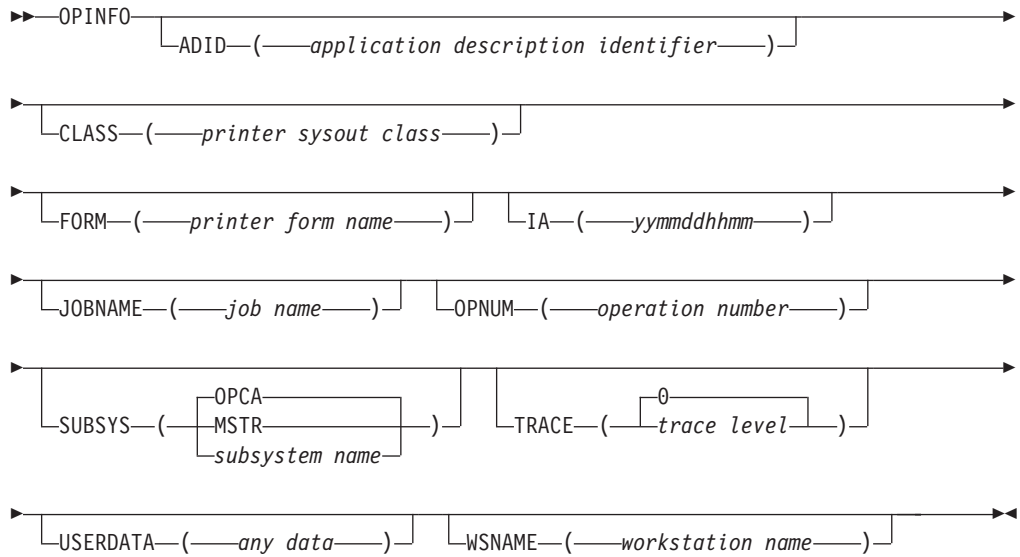 OPINFO
ADID ( application description identifier )
CLASS ( printer sysout class )
FORM ( printer form name ) IA ( yymmddhhmm )
JOBNAME ( job name ) OPNUM ( operation number )
OPCA 0
SUBSYS ( MSTR ) TRACE ( trace level )
subsystem name
USERDATA ( any data ) WSNAME ( workstation name )